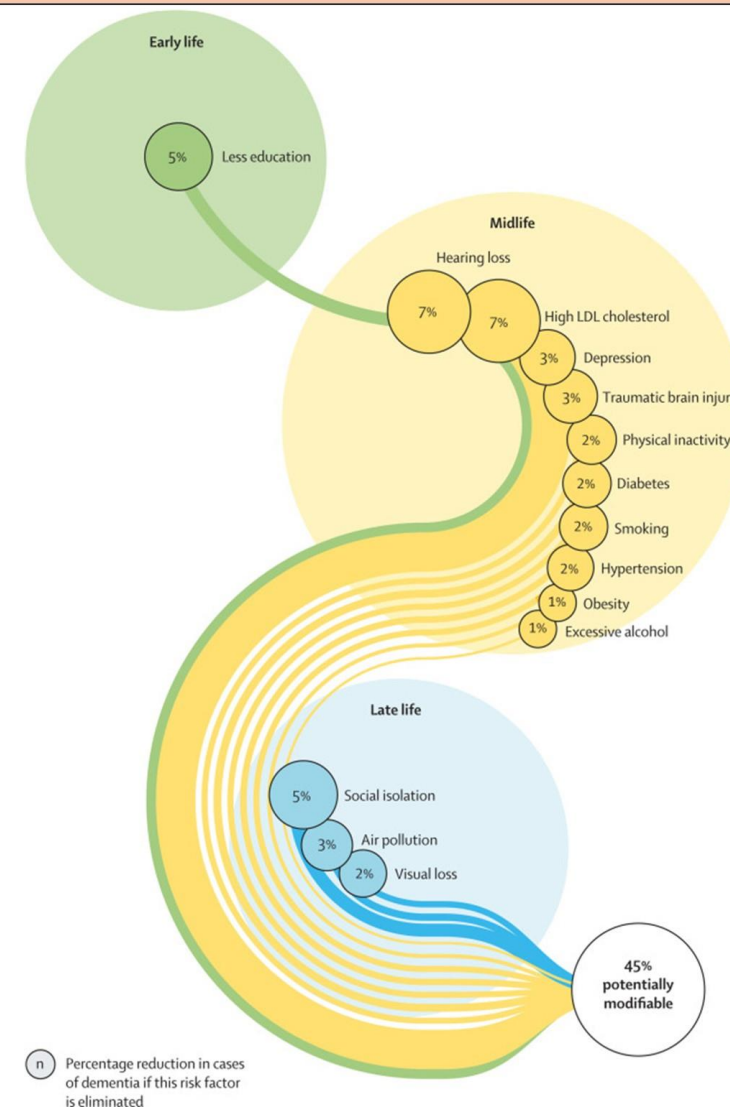 Early life
5%
Less education
Midlife
Hearing loss
7%
7%
High LDL cholesterol
3%
Depression
3%
Traumatic brain injur
2%
Physical inactivity
2%
Diabetes
2%
Smoking
2%
Hypertension
1%
Obesity
1%
Excessive alcohol
Late life
5%
Social isolation
3%
Air pollution
2%
Visual loss
45%
potentially
modifiable
n
Percentage reduction in cases
of dementia if this risk factor
is eliminated